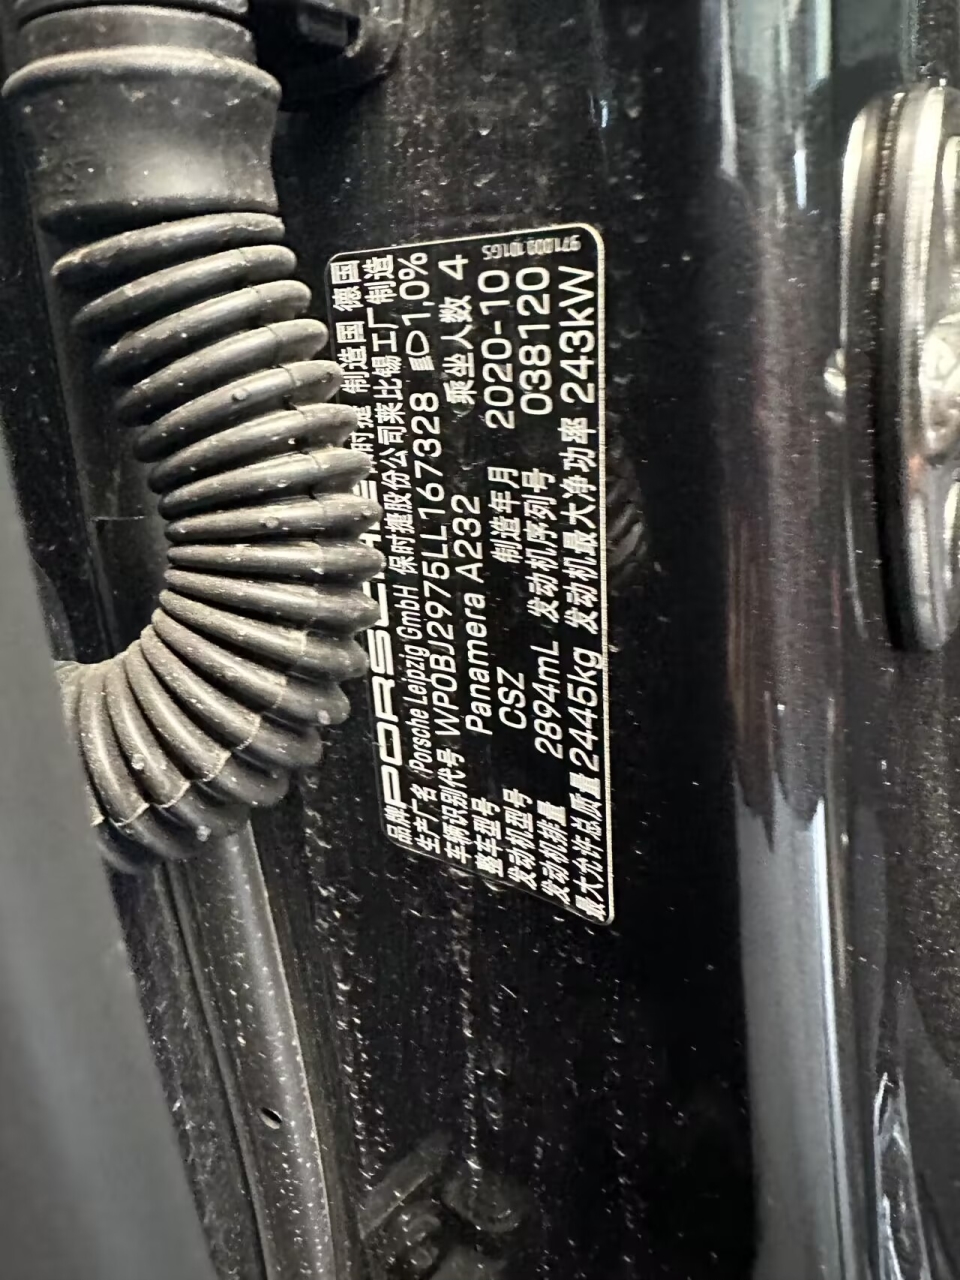 971.003.101GS
品牌 PORSCHE 保时捷 制造国 德国
生产厂名 Porsche Leipzig GmbH 保时捷股份公司莱比锡工厂制造
车辆识别代号 WP0BJ2975LL167328 1,0%
整车型号 Panamera A232 乘坐人数 4
发动机型号 CSZ 制造年月 2020-10
发动机排量 2894mL 发动机序列号 038120
最大允许总质量 2445kg 发动机最大净功率 243kW